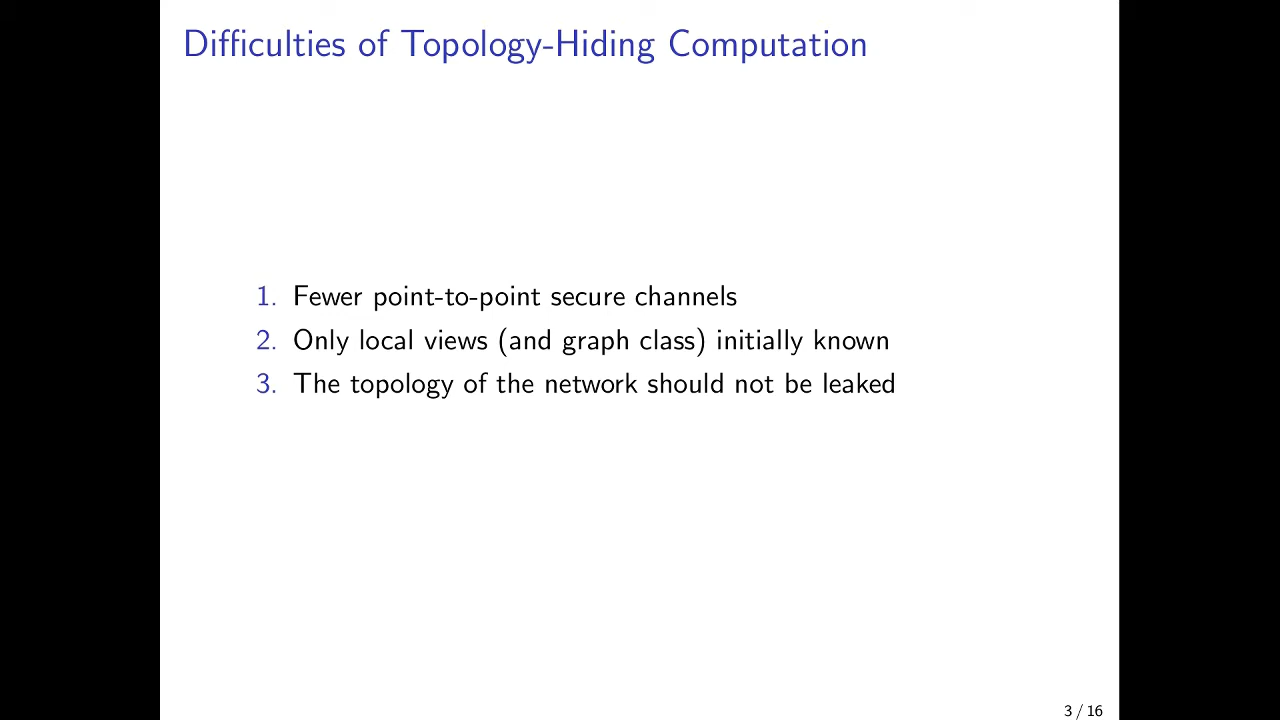 Difficulties of Topology-Hiding Computation
1. Fewer point-to-point secure channels
2. Only local views (and graph class) initially known
3. The topology of the network should not be leaked
3 / 16